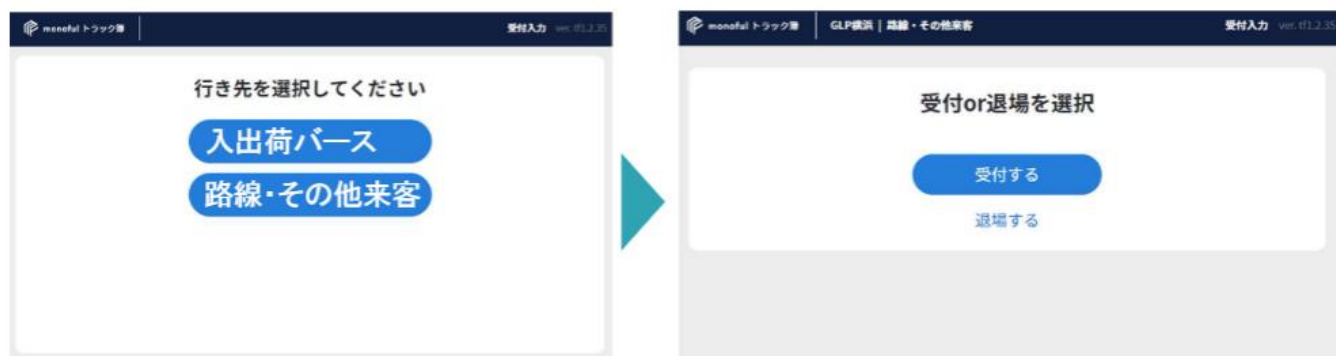 monoful トラック簿
受付入力 ver. tf1.2.35
行き先を選択してください
入出荷バース
路線・その他来客
monoful トラック簿 GLP横浜 | 路線・その他来客
受付入力 ver. tf1.2.35
受付or退場を選択
受付する
退場する